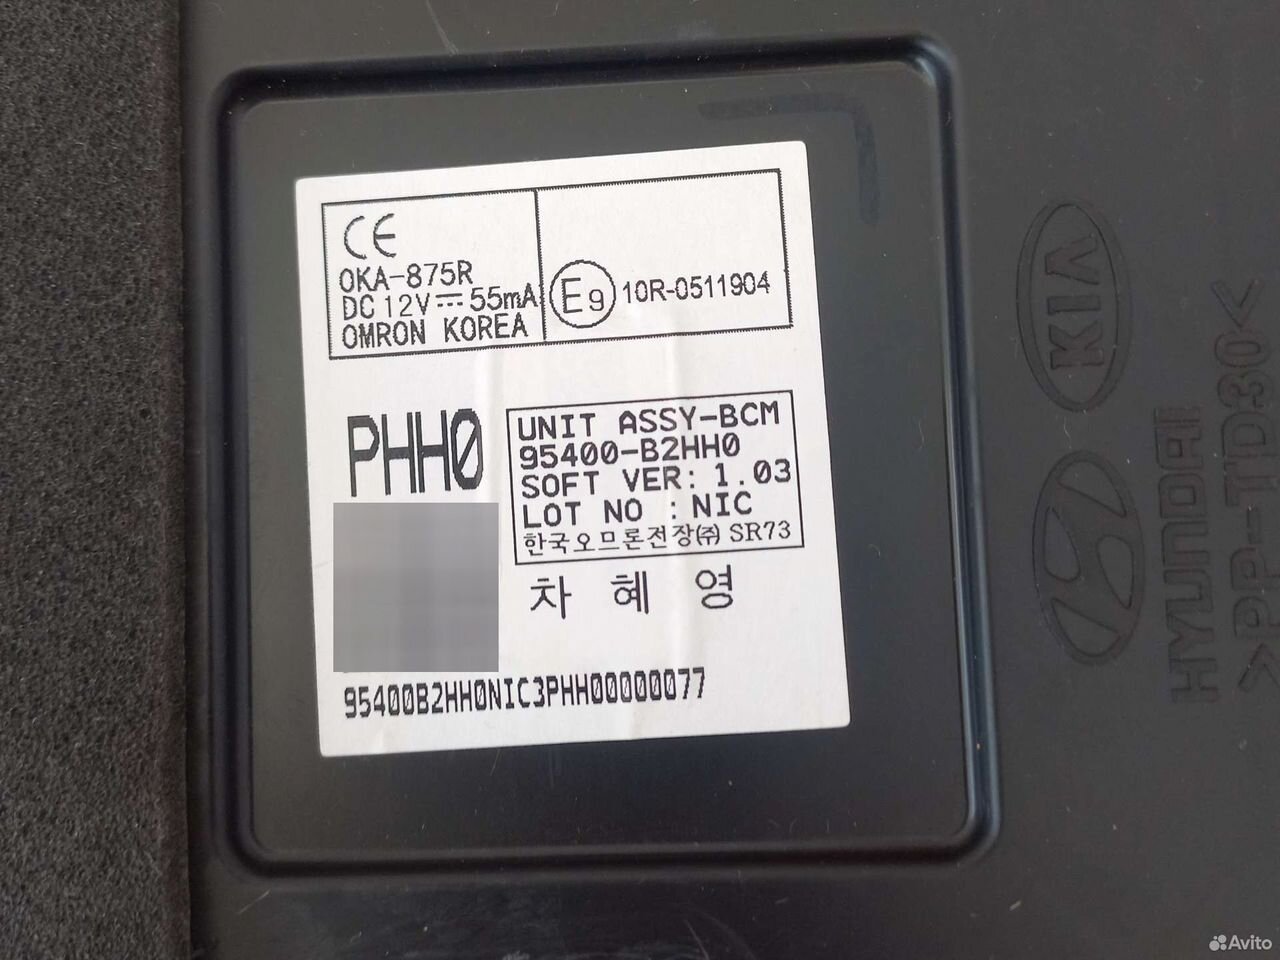 CE
OKA-875R
DC 12V 55mA
OMRON KOREA
E9 10R-0511904
PHH0
UNIT ASSY-BCM
95400-B2HH0
SOFT VER: 1.03
LOT NO : NIC
한국오므론전장㈜ SR73
차 혜 영
95400B2HH0NIC3PHH00000077
KIA
HYUNDAI
>PP-TD30<
Avito